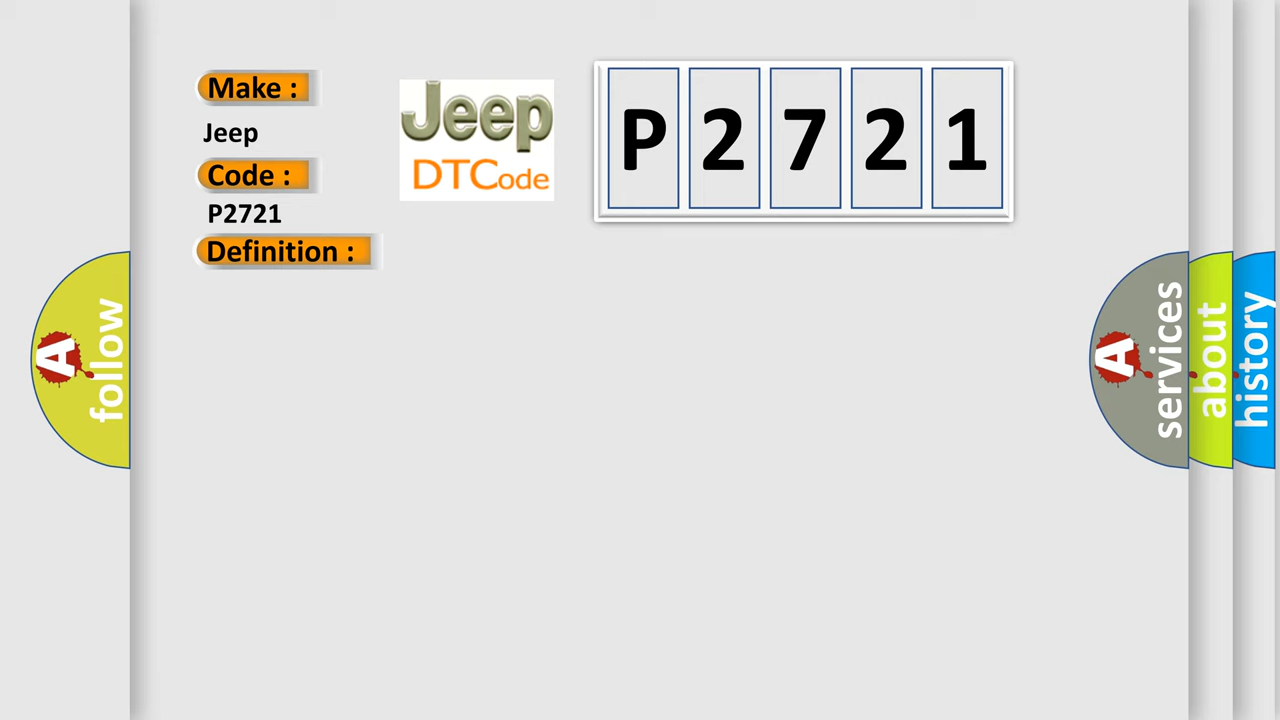 Make :
Jeep
Code :
P2721
Definition :
Jeep
DTCode
P 2 7 2 1
A follow
A services
about
history